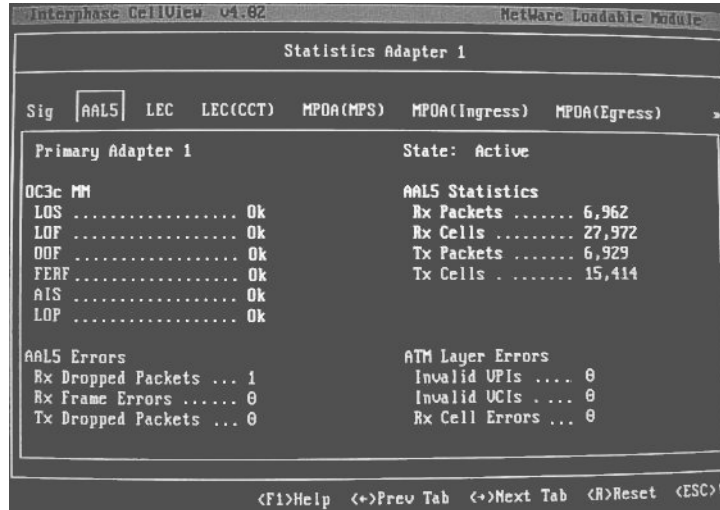 Interphase CellView v4.02 NetWare Loadable Module
Statistics Adapter 1
Sig AAL5 LEC LEC(CCT) MPOA(MPS) MPOA(Ingress) MPOA(Egress) »
Primary Adapter 1 State: Active
OC3c MM AAL5 Statistics
LOS .................. Ok Rx Packets ....... 6,962
LOF .................. Ok Rx Cells ......... 27,972
OOF .................. Ok Tx Packets ....... 6,929
FERF.................. Ok Tx Cells . ....... 15,414
AIS .................. Ok
LOP .................. Ok
AAL5 Errors ATM Layer Errors
Rx Dropped Packets ... 1 Invalid VPIs .... 0
Rx Frame Errors ...... 0 Invalid VCIs . ... 0
Tx Dropped Packets ... 0 Rx Cell Errors ... 0
<F1>Help <←>Prev Tab <→>Next Tab <R>Reset <ESC>